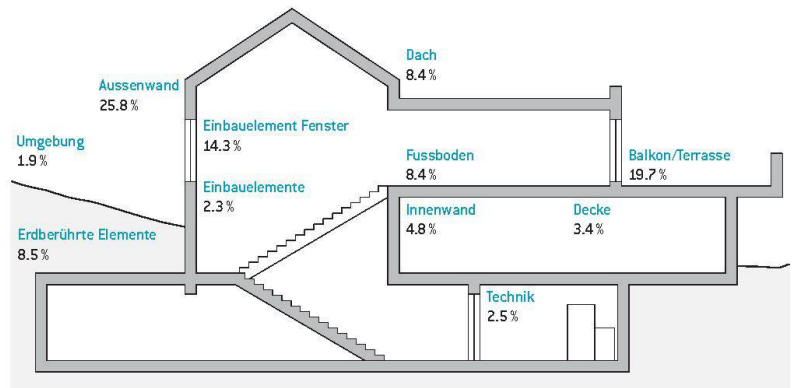 Dach
8.4 %
Aussenwand
25.8 %
Einbauelement Fenster
14.3 %
Umgebung
1.9 %
Fussboden
8.4 %
Balkon/Terrasse
19.7 %
Einbauelemente
2.3 %
Innenwand
4.8 %
Decke
3.4 %
Erdberührte Elemente
8.5 %
Technik
2.5 %